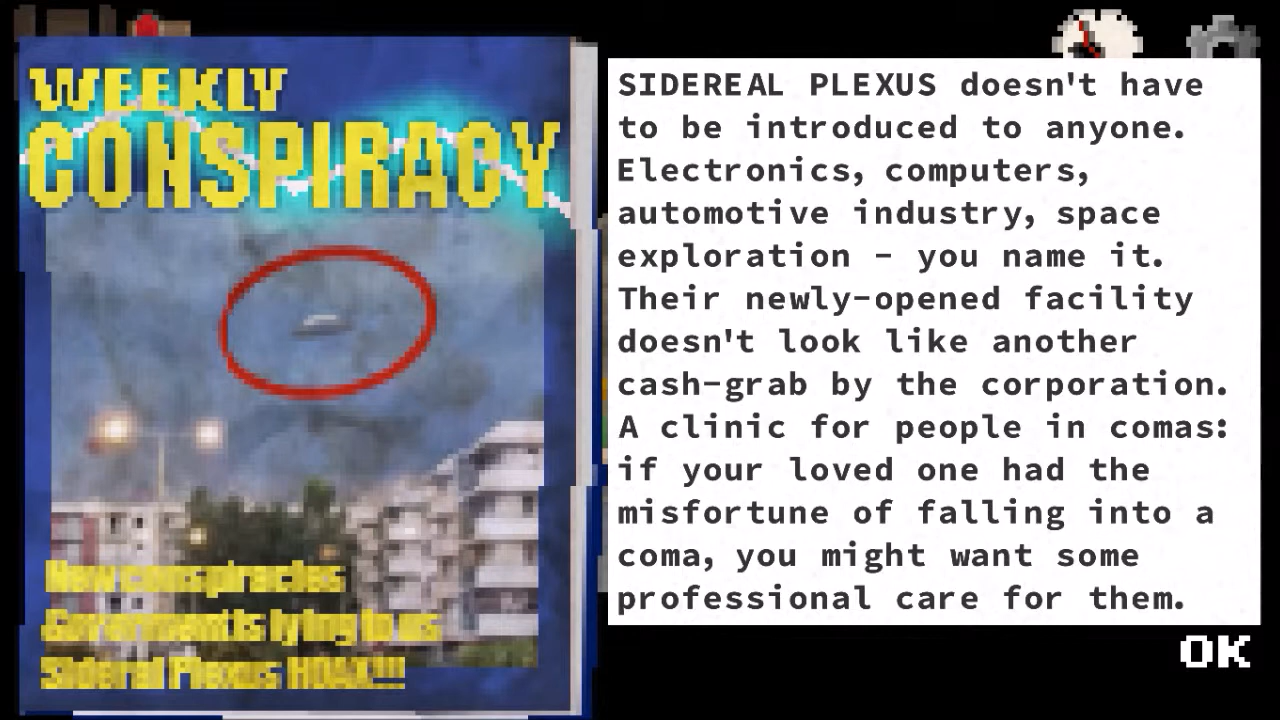 WEEKLY
CONSPIRACY
New conspiracies
Goverment is lying to us
Sideral Plexus HOAX!!!
SIDEREAL PLEXUS doesn't have
to be introduced to anyone.
Electronics, computers,
automotive industry, space
exploration - you name it.
Their newly-opened facility
doesn't look like another
cash-grab by the corporation.
A clinic for people in comas:
if your loved one had the
misfortune of falling into a
coma, you might want some
professional care for them.
OK